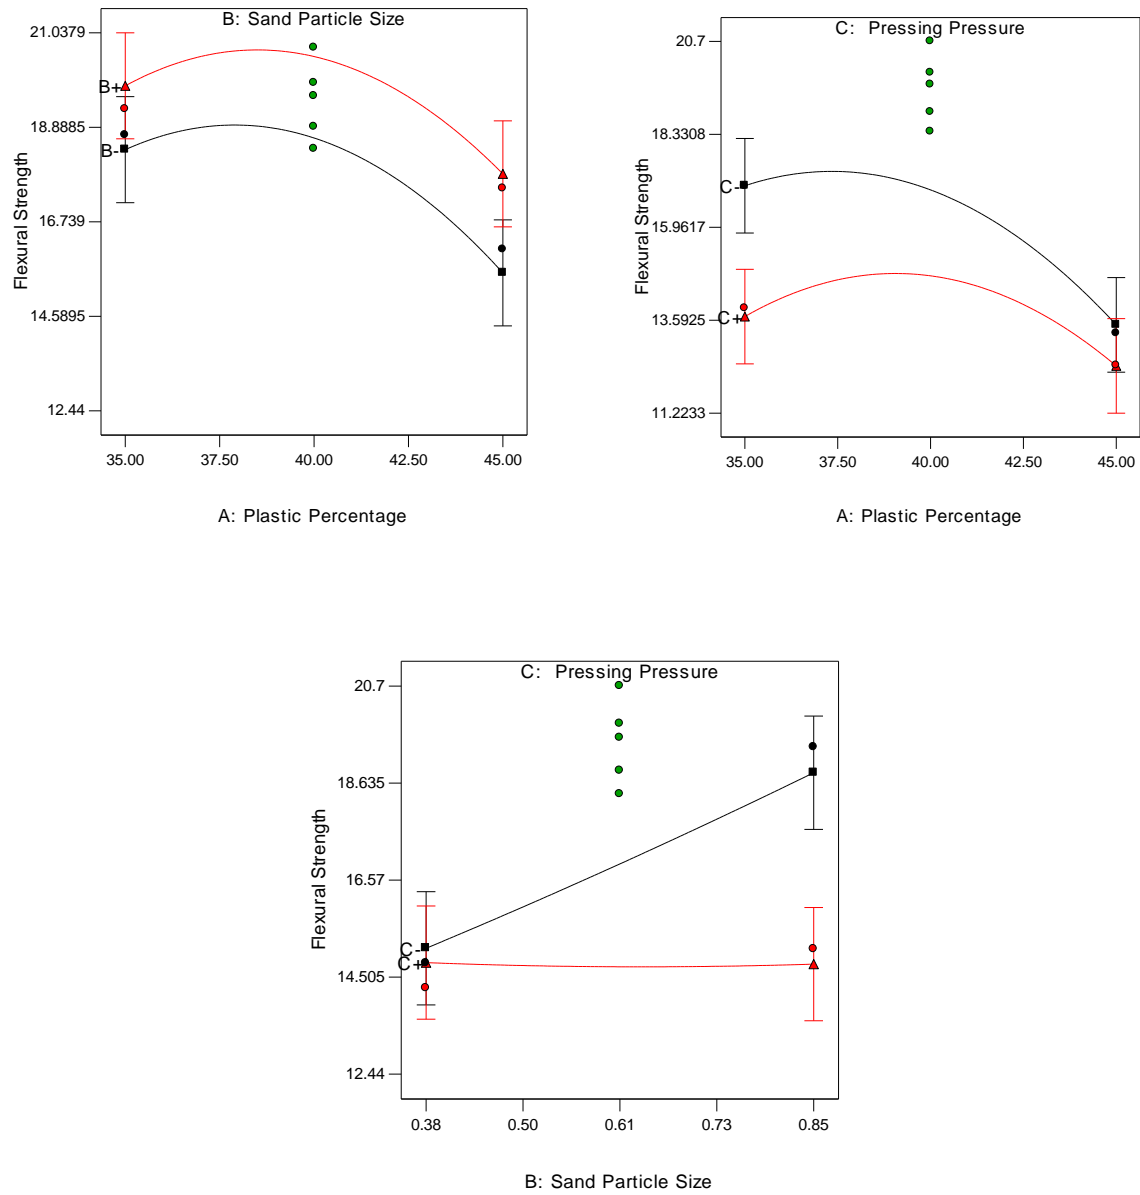 B: Sand Particle Size
21.0379
18.8885
16.739
14.5895
12.44
Flexural Strength
B+
B-
35.00 37.50 40.00 42.50 45.00
A: Plastic Percentage
C: Pressing Pressure
20.7
18.3308
15.9617
13.5925
11.2233
Flexural Strength
C-
C+
35.00 37.50 40.00 42.50 45.00
A: Plastic Percentage
C: Pressing Pressure
20.7
18.635
16.57
14.505
12.44
Flexural Strength
C-
C+
0.38 0.50 0.61 0.73 0.85
B: Sand Particle Size